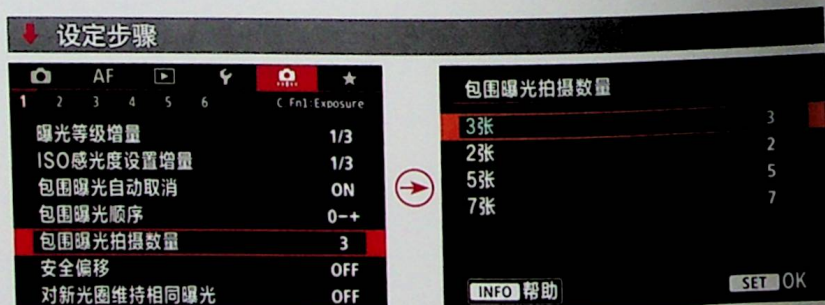 设定步骤
AF
1 2 3 4 5 6 C Fn1:Exposure
曝光等级增量 1/3
ISO感光度设置增量 1/3
包围曝光自动取消 ON
包围曝光顺序 0-+
包围曝光拍摄数量 3
安全偏移 OFF
对新光圈维持相同曝光 OFF
包围曝光拍摄数量
3张 3
2张 2
5张 5
7张 7
INFO 帮助 SET OK